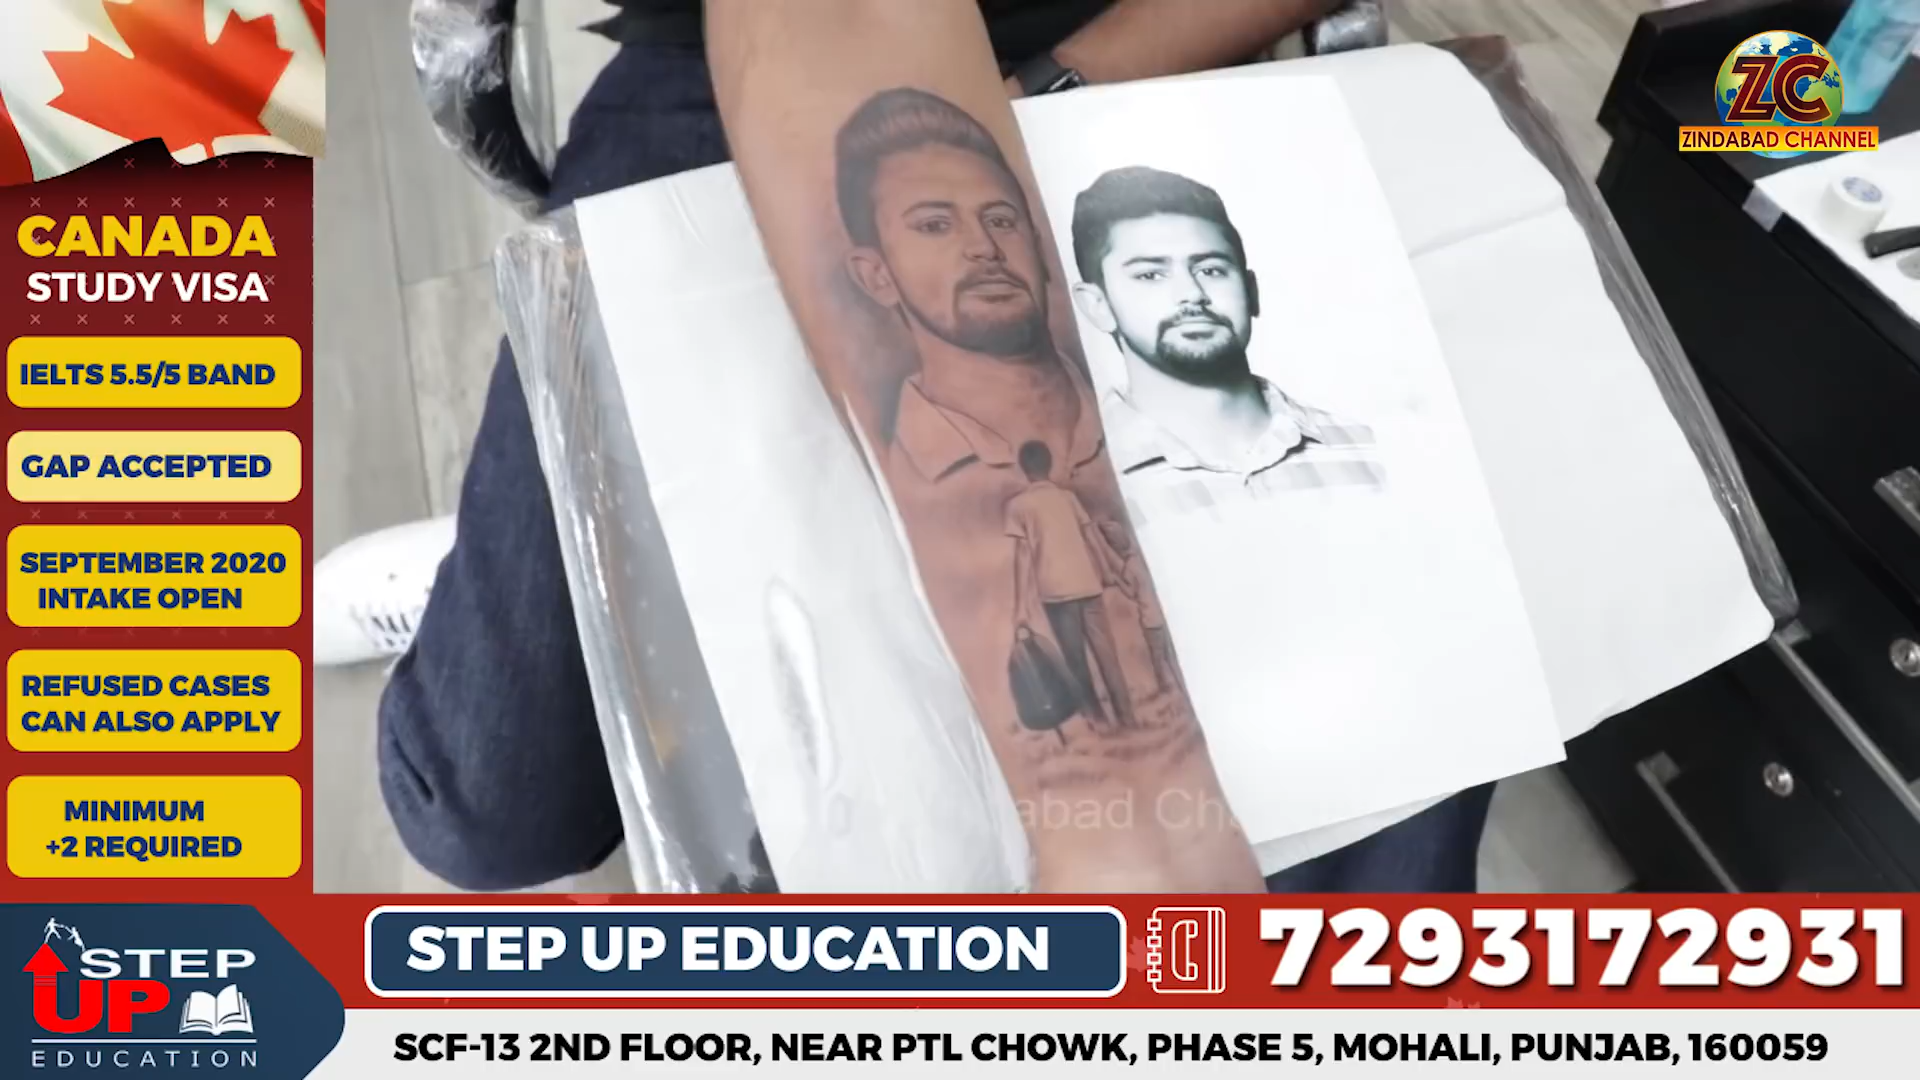 ZC
ZINDABAD CHANNEL
CANADA
STUDY VISA
IELTS 5.5/5 BAND
GAP ACCEPTED
SEPTEMBER 2020
INTAKE OPEN
REFUSED CASES
CAN ALSO APPLY
MINIMUM
+2 REQUIRED
STEP
UP
EDUCATION
STEP UP EDUCATION
7293172931
SCF-13 2ND FLOOR, NEAR PTL CHOWK, PHASE 5, MOHALI, PUNJAB, 160059